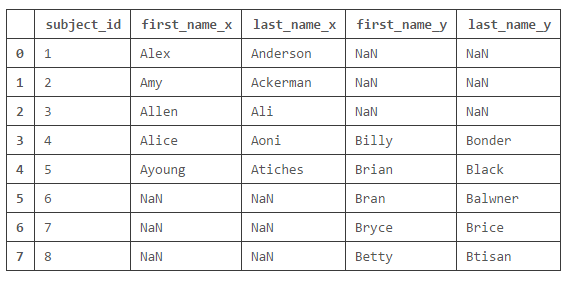 subject_id first_name_x last_name_x first_name_y last_name_y
0 1 Alex Anderson NaN NaN
1 2 Amy Ackerman NaN NaN
2 3 Allen Ali NaN NaN
3 4 Alice Aoni Billy Bonder
4 5 Ayoung Atiches Brian Black
5 6 NaN NaN Bran Balwner
6 7 NaN NaN Bryce Brice
7 8 NaN NaN Betty Btisan